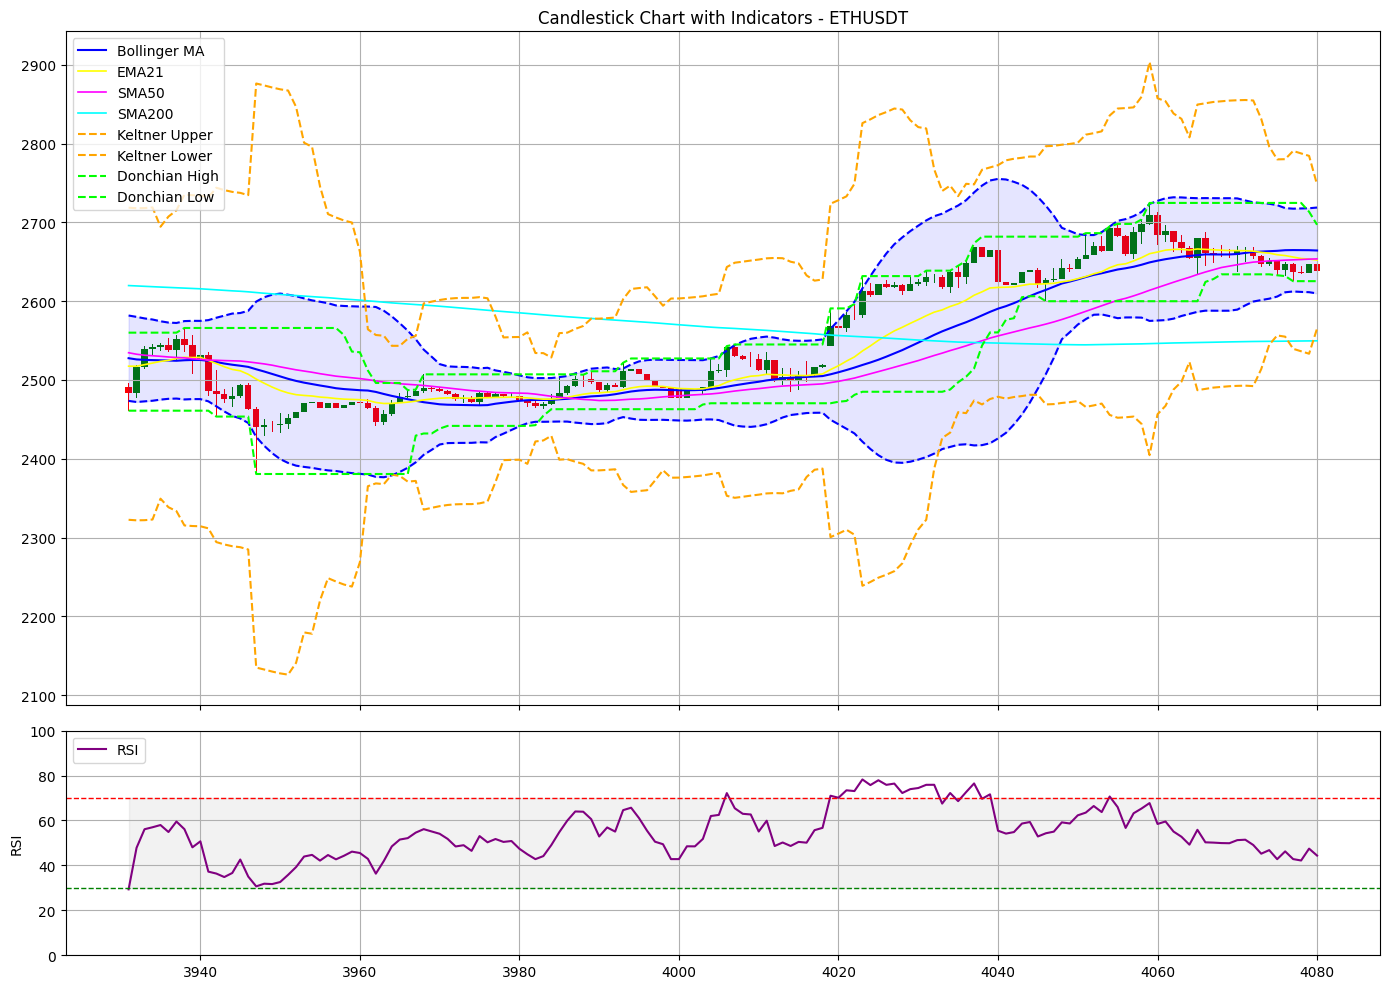 Candlestick Chart with Indicators - ETHUSDT
Bollinger MA
EMA21
SMA50
SMA200
Keltner Upper
Keltner Lower
Donchian High
Donchian Low
2900
2800
2700
2600
2500
2400
2300
2200
2100
RSI
100
80
60
40
20
0
RSI
3940 3960 3980 4000 4020 4040 4060 4080